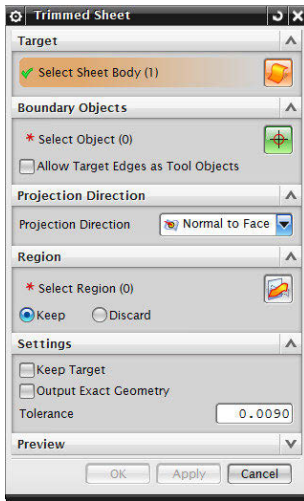 Trimmed Sheet
Target
Select Sheet Body (1)
Boundary Objects
* Select Object (0)
Allow Target Edges as Tool Objects
Projection Direction
Projection Direction Normal to Face
Region
* Select Region (0)
Keep Discard
Settings
Keep Target
Output Exact Geometry
Tolerance 0.0090
Preview
OK Apply Cancel